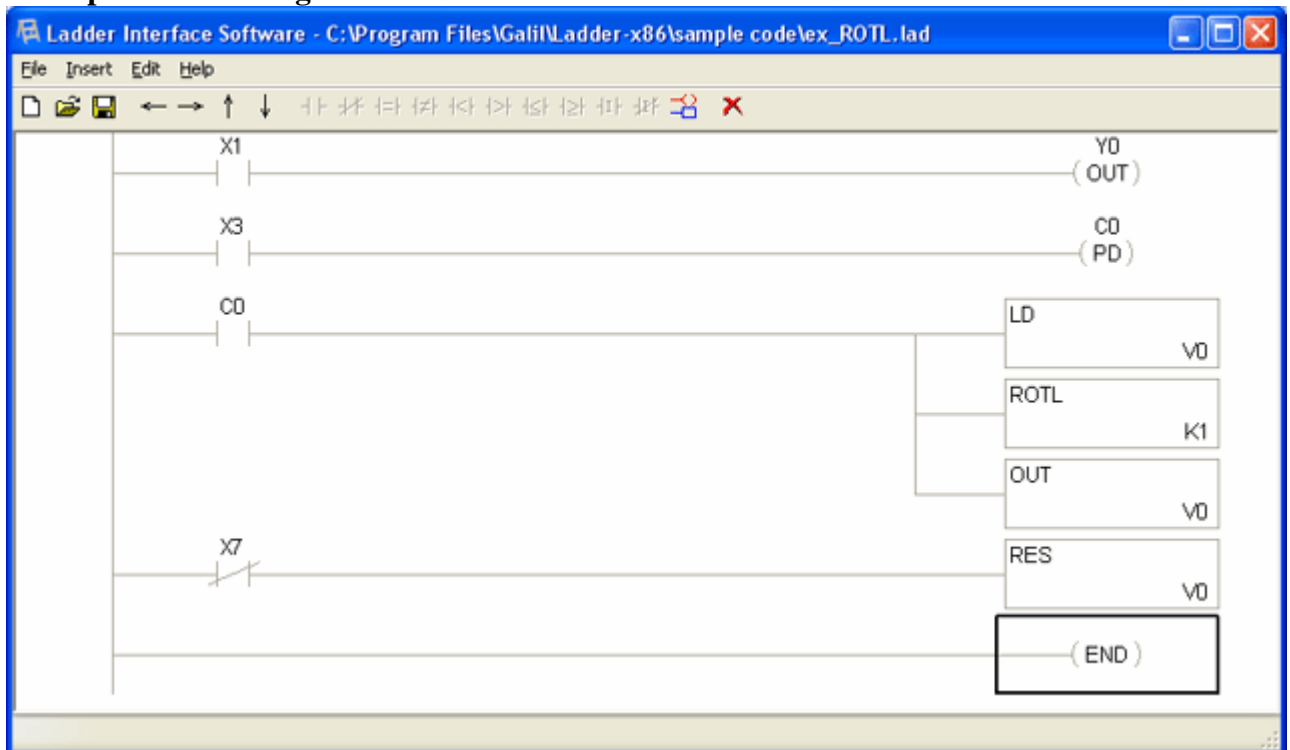 Ladder Interface Software - C:\Program Files\Galil\Ladder-x86\sample code\ex_ROTL.lad
File Insert Edit Help
X1 Y0
( OUT )
X3 C0
( PD )
C0
LD
V0
ROTL
K1
OUT
V0
X7
RES
V0
( END )